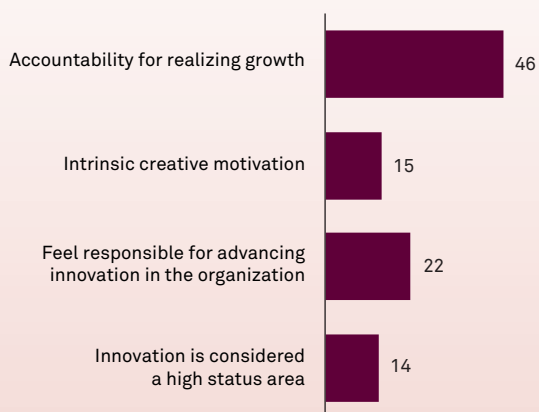 Accountability for realizing growth
46
Intrinsic creative motivation
15
Feel responsible for advancing
innovation in the organization
22
Innovation is considered
a high status area
14